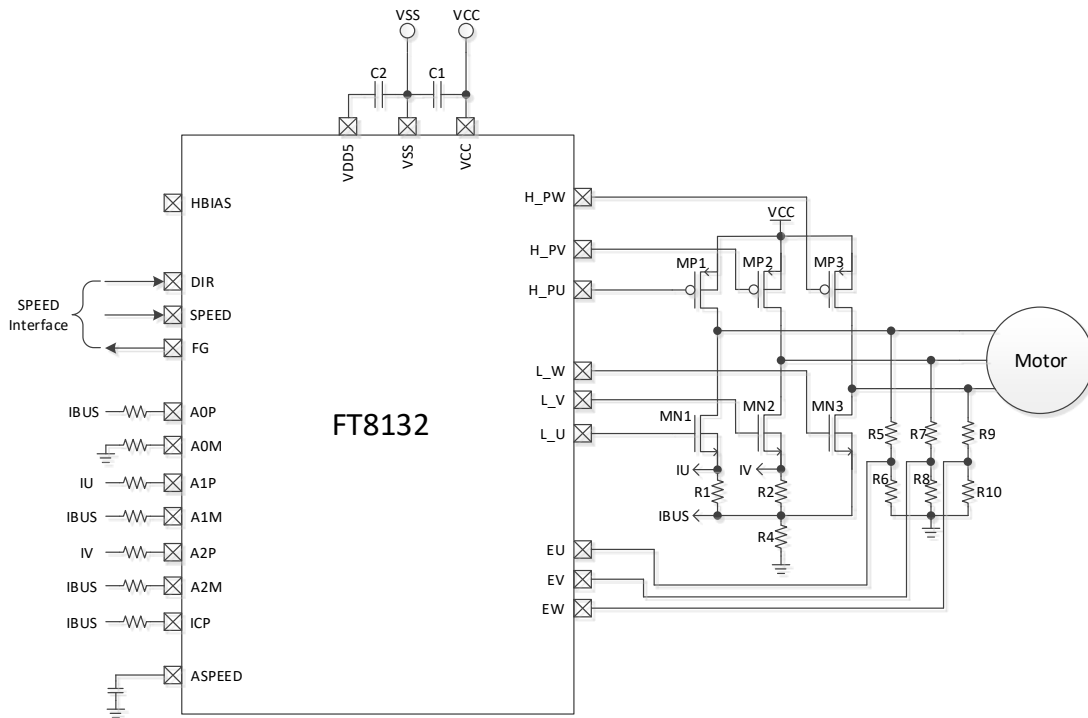 VSS
VCC
C2
C1
VDD5
VSS
VCC
HBIAS
DIR
SPEED
Interface
SPEED
FG
IBUS
A0P
A0M
IU
A1P
IBUS
A1M
IV
A2P
IBUS
A2M
IBUS
ICP
ASPEED
FT8132
H_PW
H_PV
H_PU
L_W
L_V
L_U
EU
EV
EW
VCC
MP1
MP2
MP3
MN1
MN2
MN3
IU
IV
R1
R2
IBUS
R4
R5
R7
R9
R6
R8
R10
Motor